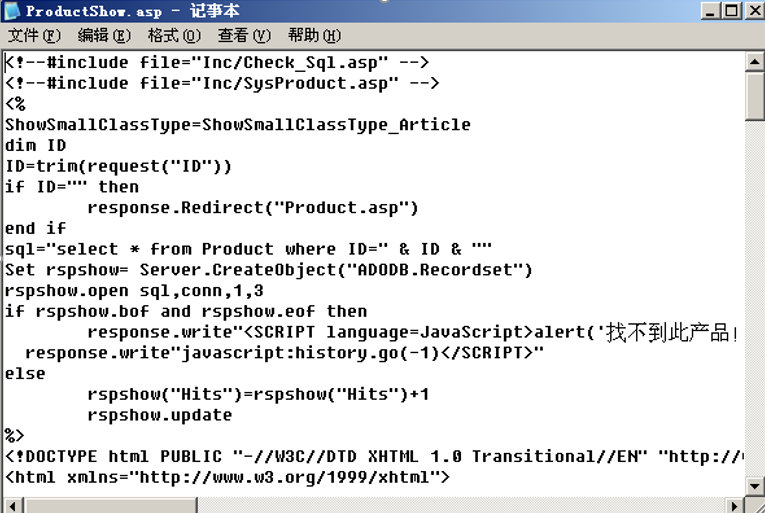 ProductShow.asp - 记事本
文件(F) 编辑(E) 格式(O) 查看(V) 帮助(H)
<!--#include file="Inc/Check_Sql.asp" -->
<!--#include file="Inc/SysProduct.asp" -->
<%
ShowSmallClassType=ShowSmallClassType_Article
dim ID
ID=trim(request("ID"))
if ID="" then
response.Redirect("Product.asp")
end if
sql="select * from Product where ID=" & ID & ""
Set rspshow= Server.CreateObject("ADODB.Recordset")
rspshow.open sql,conn,1,3
if rspshow.bof and rspshow.eof then
response.write"<SCRIPT language=JavaScript>alert('找不到此产品!
response.write"javascript:history.go(-1)</SCRIPT>"
else
rspshow("Hits")=rspshow("Hits")+1
rspshow.update
%>
<!DOCTYPE html PUBLIC "-//W3C//DTD XHTML 1.0 Transitional//EN" "http://
<html xmlns="http://www.w3.org/1999/xhtml">